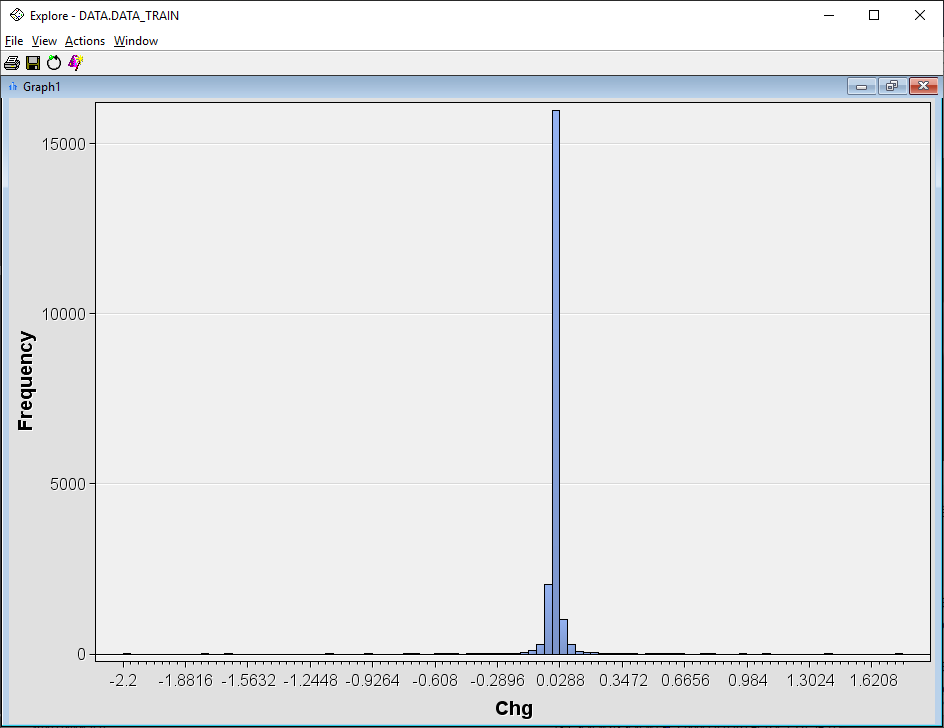 Explore - DATA.DATA_TRAIN
File View Actions Window
Graph1
15000
10000
5000
0
Frequency
-2.2 -1.8816 -1.5632 -1.2448 -0.9264 -0.608 -0.2896 0.0288 0.3472 0.6656 0.984 1.3024 1.6208
Chg